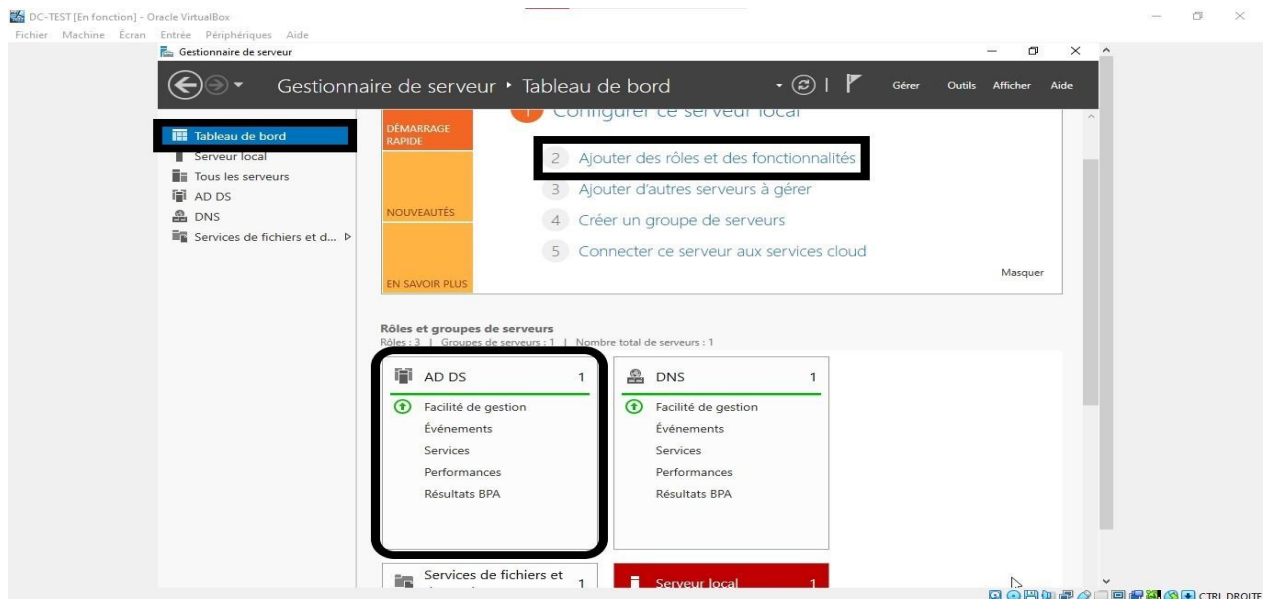 DC-TEST [En fonction] - Oracle VirtualBox
Fichier Machine Écran Entrée Périphériques Aide
Gestionnaire de serveur
Gestionnaire de serveur Tableau de bord
Gérer Outils Afficher Aide
Tableau de bord
Serveur local
Tous les serveurs
AD DS
DNS
Services de fichiers et d...
DÉMARRAGE
RAPIDE
NOUVEAUTÉS
EN SAVOIR PLUS
1 Configurer ce serveur local
2 Ajouter des rôles et des fonctionnalités
3 Ajouter d'autres serveurs à gérer
4 Créer un groupe de serveurs
5 Connecter ce serveur aux services cloud
Masquer
Rôles et groupes de serveurs
Rôles : 3 | Groupes de serveurs : 1 | Nombre total de serveurs : 1
AD DS 1
Facilité de gestion
Événements
Services
Performances
Résultats BPA
DNS 1
Facilité de gestion
Événements
Services
Performances
Résultats BPA
Services de fichiers et
1
Serveur local 1
CTRL DROITE